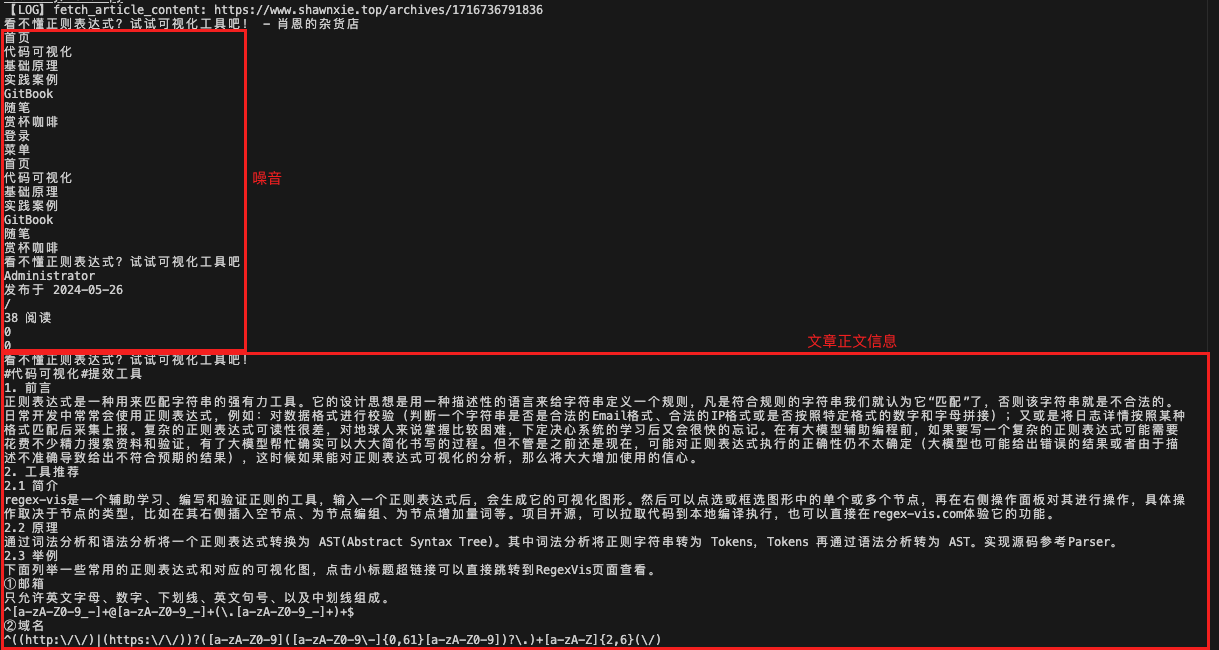 【LOG】fetch_article_content: https://www.shawnxie.top/archives/1716736791836
看不懂正则表达式？试试可视化工具吧！ - 肖恩的杂货店
首页
代码可视化
基础原理
实践案例
GitBook
随笔
赏杯咖啡
登录
菜单
首页
代码可视化
基础原理
实践案例
GitBook
随笔
赏杯咖啡
噪音
看不懂正则表达式？试试可视化工具吧
Administrator
发布于 2024-05-26
/
38 阅读
0
0
文章正文信息
看不懂正则表达式？试试可视化工具吧！
#代码可视化#提效工具
1. 前言
正则表达式是一种用来匹配字符串的强有力工具。它的设计思想是用一种描述性的语言来给字符串定义一个规则，凡是符合规则的字符串我们就认为它“匹配”了，否则该字符串就是不合法的。
日常开发中常常会使用正则表达式，例如：对数据格式进行校验（判断一个字符串是否是合法的Email格式、合法的IP格式或是否按照特定格式的数字和字母拼接）；又或是将日志详情按照某种
格式匹配后采集上报。复杂的正则表达式可读性很差，对地球人来说掌握比较困难，下定决心系统的学习后又会很快的忘记。在有大模型辅助编程前，如果要写一个复杂的正则表达式可能需要
花费不少精力搜索资料和验证，有了大模型帮忙确实可以大大简化书写的过程。但不管是之前还是现在，可能对正则表达式执行的正确性仍不太确定（大模型也可能给出错误的结果或者由于描
述不准确导致给出不符合预期的结果），这时候如果能对正则表达式可视化的分析，那么将大大增加使用的信心。
2. 工具推荐
2.1 简介
regex-vis是一个辅助学习、编写和验证正则的工具，输入一个正则表达式后，会生成它的可视化图形。然后可以点选或框选图形中的单个或多个节点，再在右侧操作面板对其进行操作，具体操
作取决于节点的类型，比如在其右侧插入空节点、为节点编组、为节点增加量词等。项目开源，可以拉取代码到本地编译执行，也可以直接在regex-vis.com体验它的功能。
2.2 原理
通过词法分析和语法分析将一个正则表达式转换为 AST(Abstract Syntax Tree)。其中词法分析将正则字符串转为 Tokens，Tokens 再通过语法分析转为 AST。实现源码参考Parser。
2.3 举例
下面列举一些常用的正则表达式和对应的可视化图，点击小标题超链接可以直接跳转到RegexVis页面查看。
①邮箱
只允许英文字母、数字、下划线、英文句号、以及中划线组成。
^[a-zA-Z0-9_-]+@[a-zA-Z0-9_-]+(\.[a-zA-Z0-9_-]+)+$
②域名
^((http:\/\/)|(https:\/\/))?([a-zA-Z0-9]([a-zA-Z0-9\-]{0,61}[a-zA-Z0-9])?\.)+[a-zA-Z]{2,6}(\/)